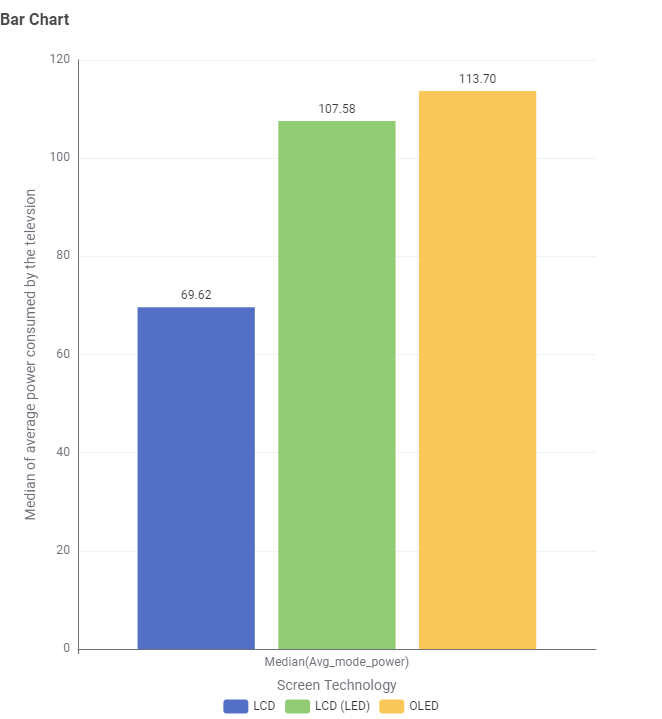 Bar Chart
Median of average power consumed by the televsion
120
100
80
60
40
20
0
69.62
107.58
113.70
Median(Avg_mode_power)
Screen Technology
LCD LCD (LED) OLED